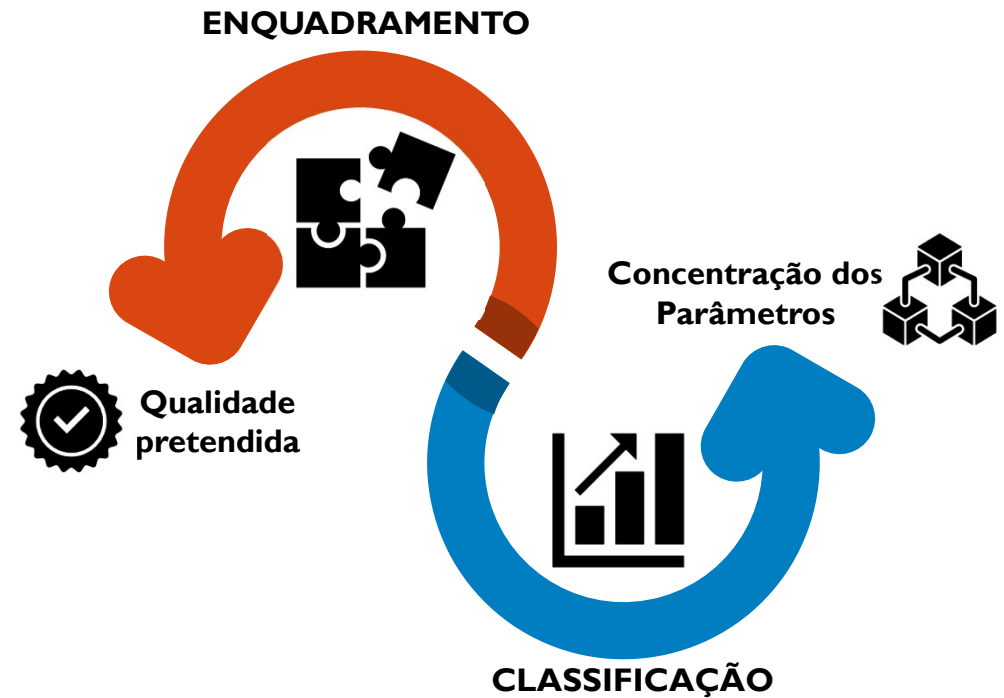 ENQUADRAMENTO
Concentração dos
Parâmetros
Qualidade
pretendida
CLASSIFICAÇÃO